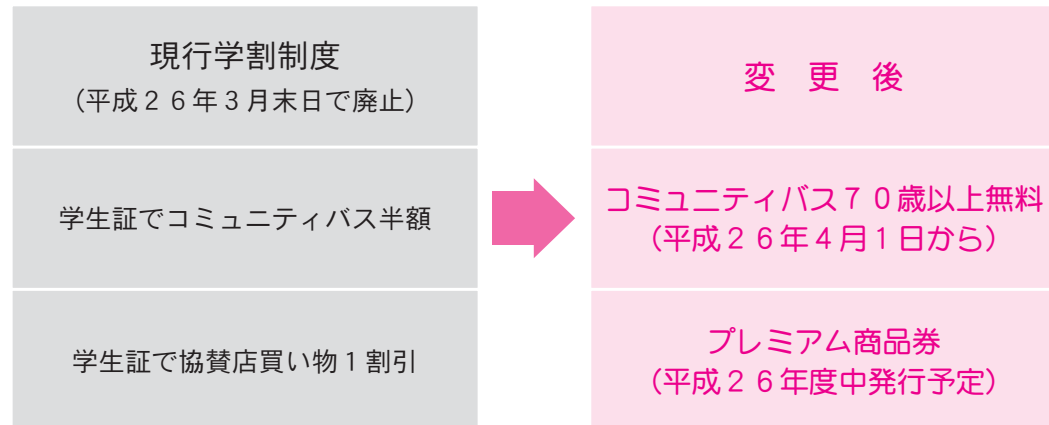 現行学割制度
(平成２６年３月末日で廃止)
学生証でコミュニティバス半額
学生証で協賛店買い物１割引
変　更　後
コミュニティバス７０歳以上無料
(平成２６年４月１日から)
プレミアム商品券
(平成２６年度中発行予定)